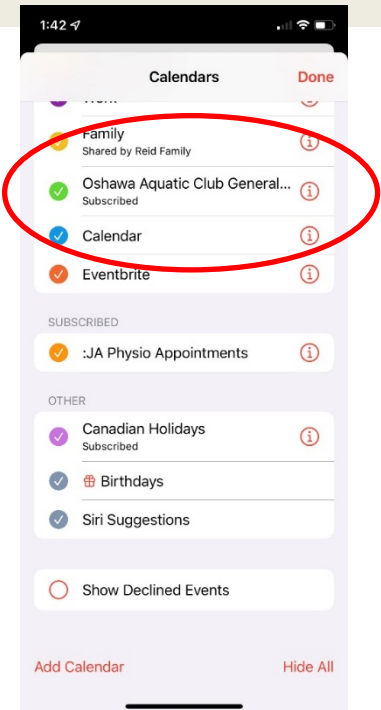 1:42
Calendars
Done
Family
Shared by Reid Family
Oshawa Aquatic Club General...
Subscribed
Calendar
Eventbrite
SUBSCRIBED
:JA Physio Appointments
OTHER
Canadian Holidays
Subscribed
Birthdays
Siri Suggestions
Show Declined Events
Add Calendar
Hide All